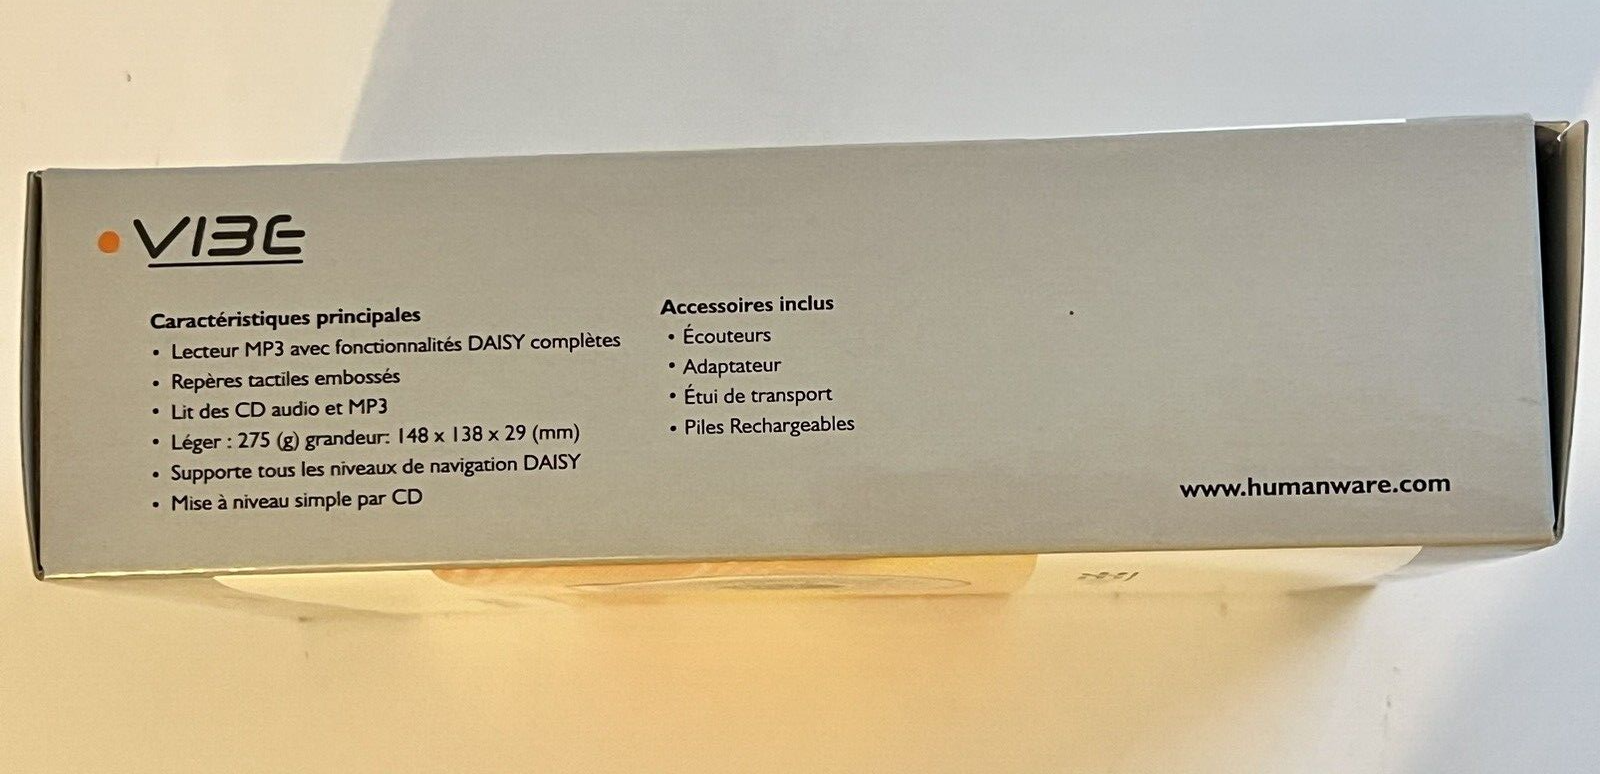 VIBE
Caractéristiques principales
• Lecteur MP3 avec fonctionnalités DAISY complètes
• Repères tactiles embossés
• Lit des CD audio et MP3
• Léger : 275 (g) grandeur: 148 x 138 x 29 (mm)
• Supporte tous les niveaux de navigation DAISY
• Mise à niveau simple par CD
Accessoires inclus
• Écouteurs
• Adaptateur
• Étui de transport
• Piles Rechargeables
www.humanware.com